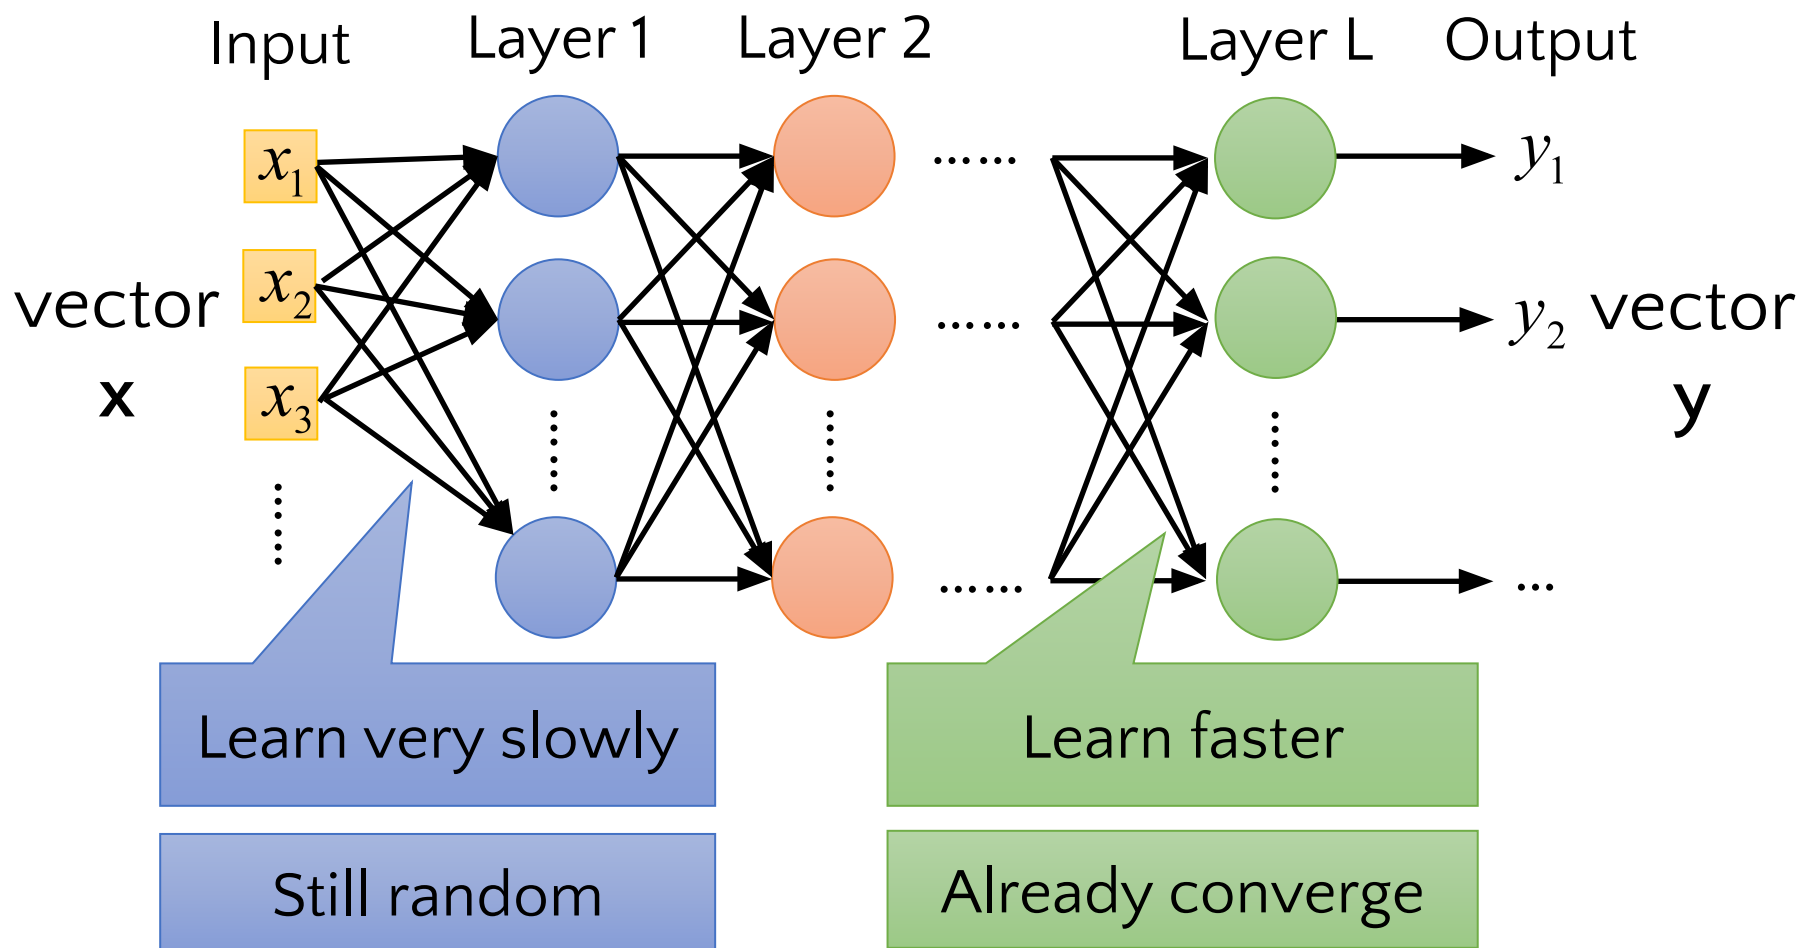 Input Layer 1 Layer 2 Layer L Output
x₁ …… y₁
x₂ …… y₂
vector vector
x y
x₃
…… …… …… ……
…… …
Learn very slowly Learn faster
Still random Already converge